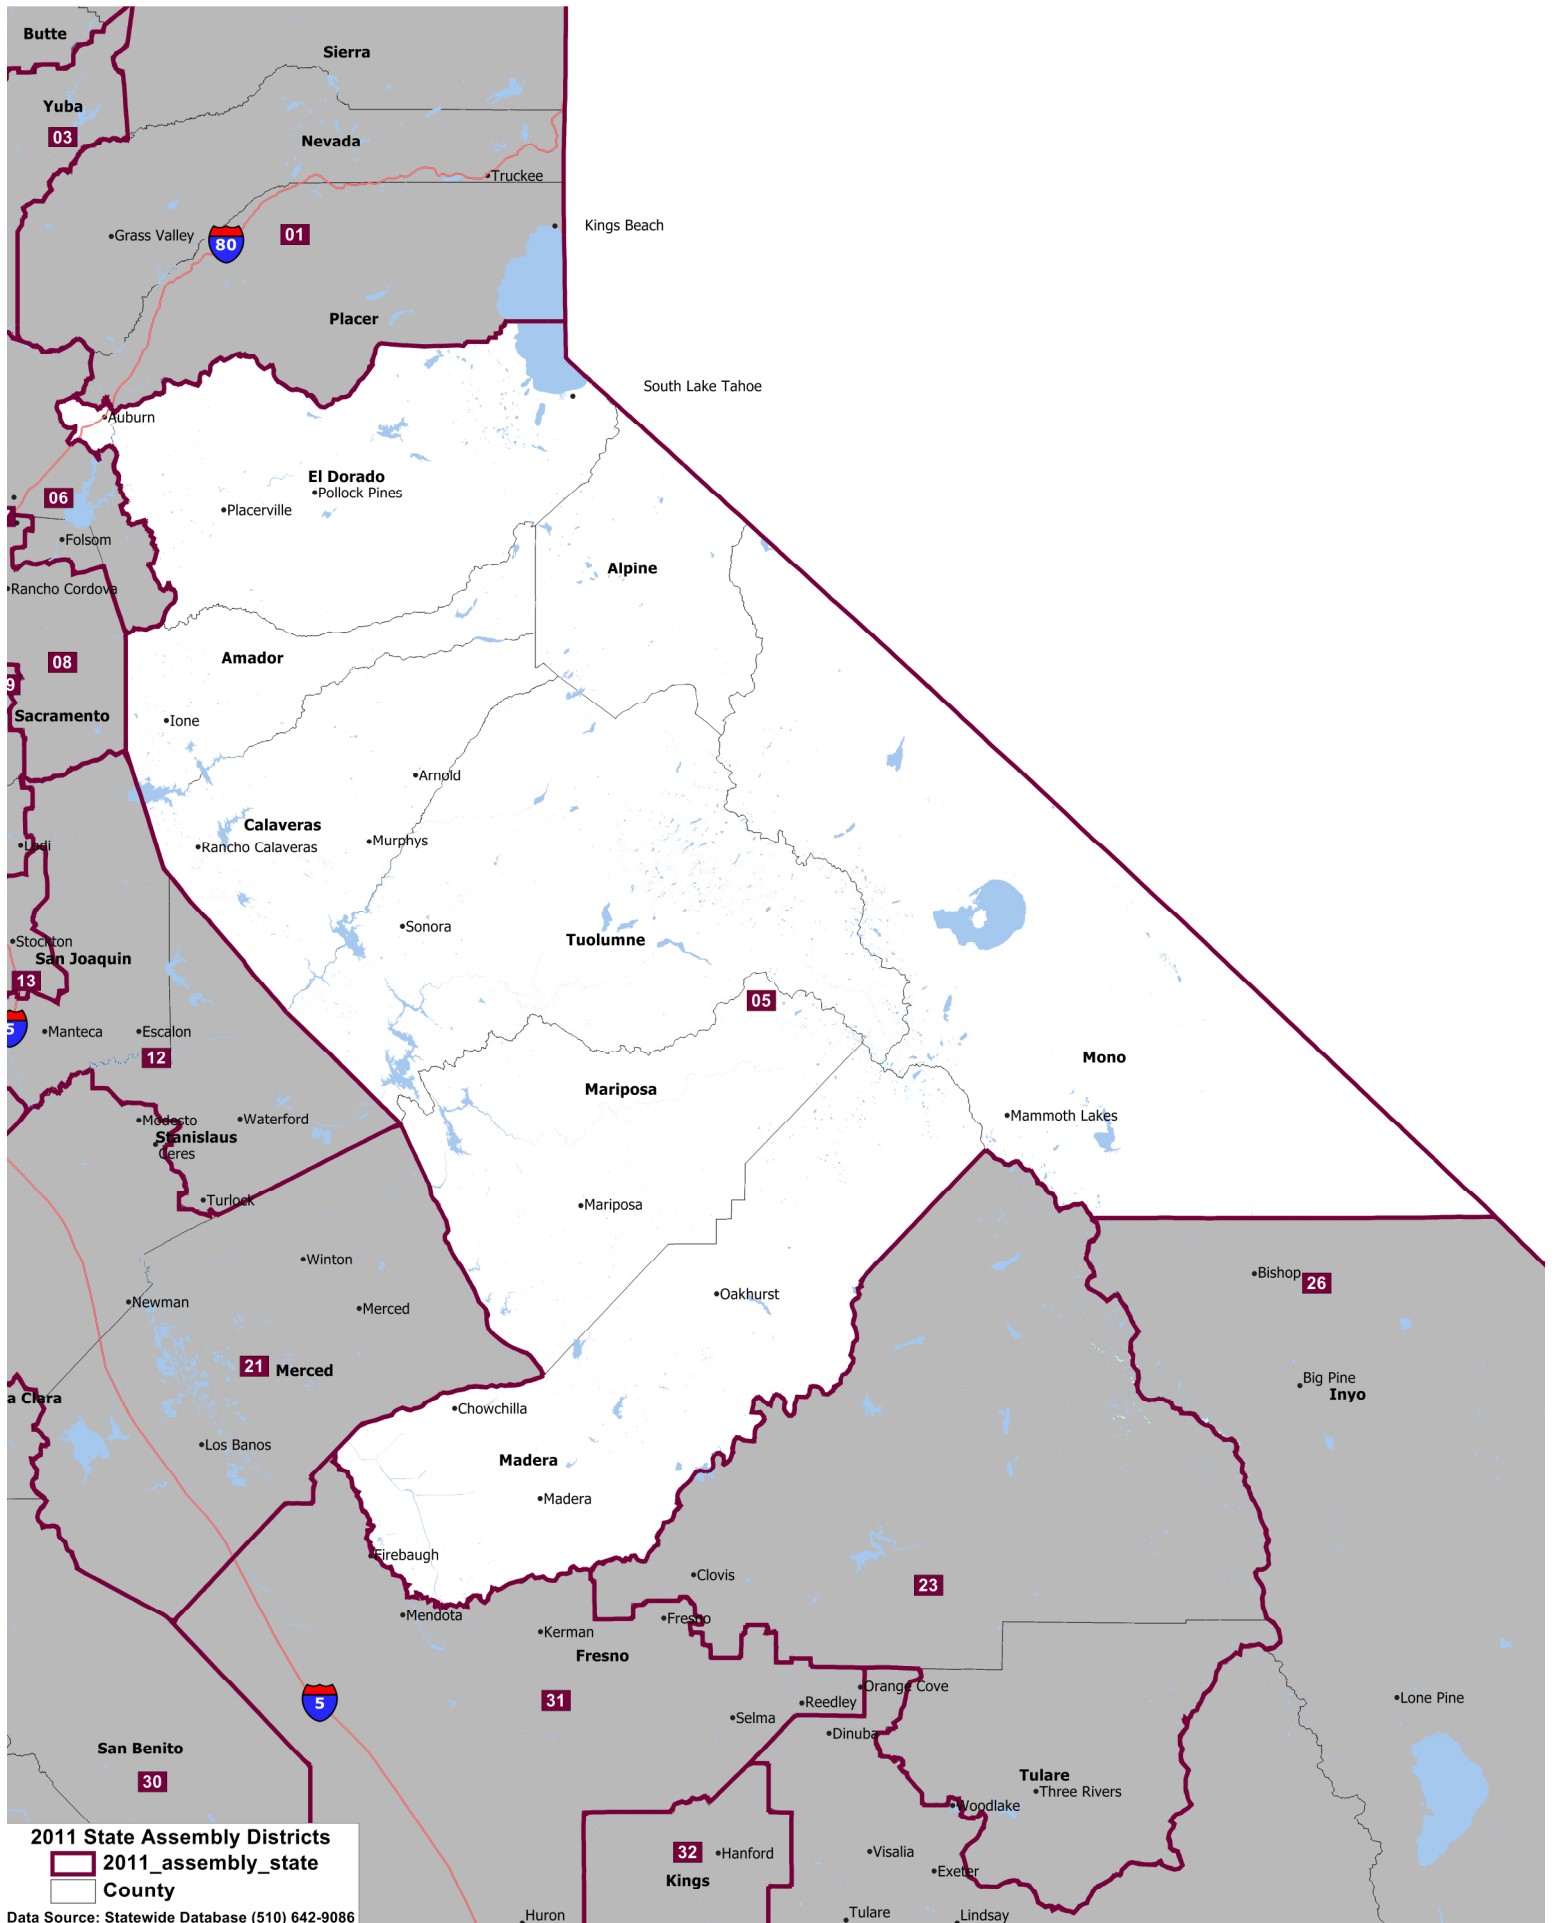 Butte
Sierra
Yuba
03
Nevada
Truckee
Kings Beach
Grass Valley
80
01
Placer
South Lake Tahoe
Auburn
El Dorado
Pollock Pines
06
Placerville
Folsom
Alpine
Rancho Cordova
Amador
08
9
Sacramento
Ione
Arnold
Calaveras
Murphys
Rancho Calaveras
Lodi
Sonora
Tuolumne
Stockton
San Joaquin
13
05
5
Manteca
Escalon
12
Mono
Mariposa
Mammoth Lakes
Modesto
Waterford
Stanislaus
Ceres
Turlock
Mariposa
Winton
Bishop
26
Oakhurst
Newman
Merced
21
Merced
Big Pine
Inyo
a Clara
Chowchilla
Los Banos
Madera
Madera
Firebaugh
Clovis
23
Mendota
Fresno
Kerman
Fresno
Orange Cove
31
Reedley
5
Lone Pine
Selma
Dinuba
San Benito
30
Tulare
Three Rivers
Woodlake
32
Hanford
Visalia
Kings
Exeter
Huron
Tulare
Lindsay
2011 State Assembly Districts
2011_assembly_state
County
Data Source: Statewide Database (510) 642-9086